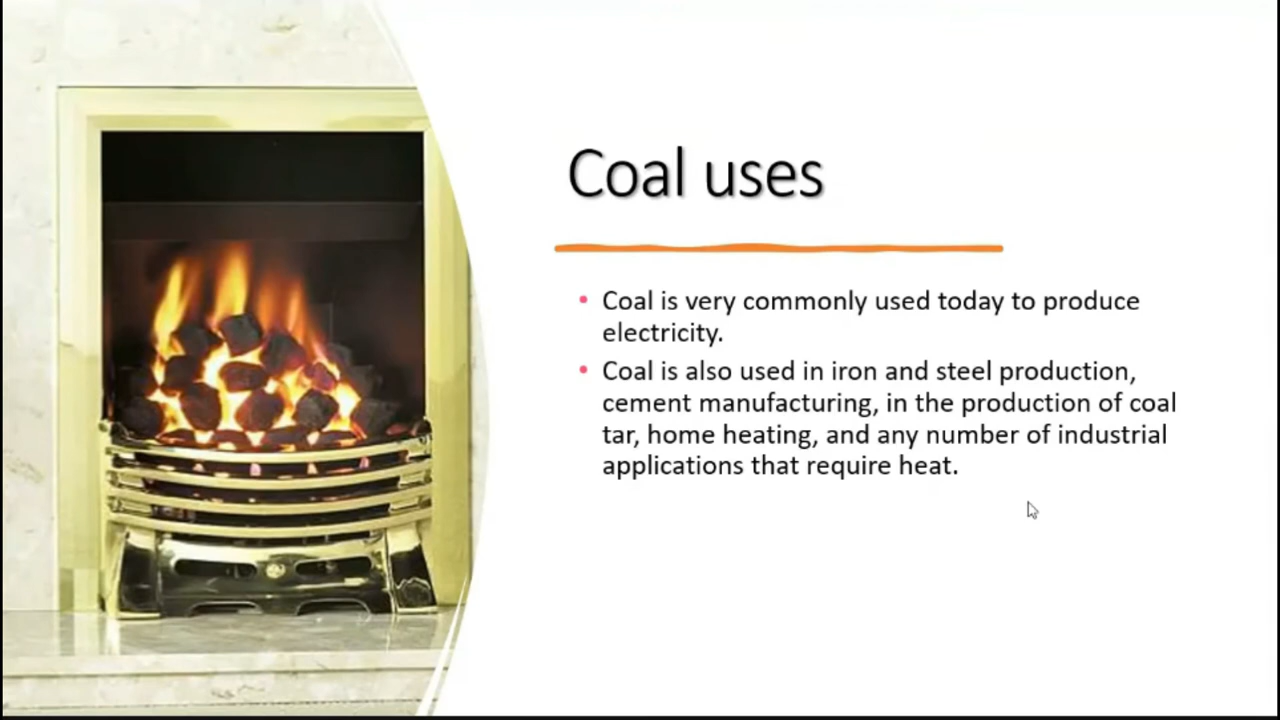 Coal uses
• Coal is very commonly used today to produce
electricity.
• Coal is also used in iron and steel production,
cement manufacturing, in the production of coal
tar, home heating, and any number of industrial
applications that require heat.